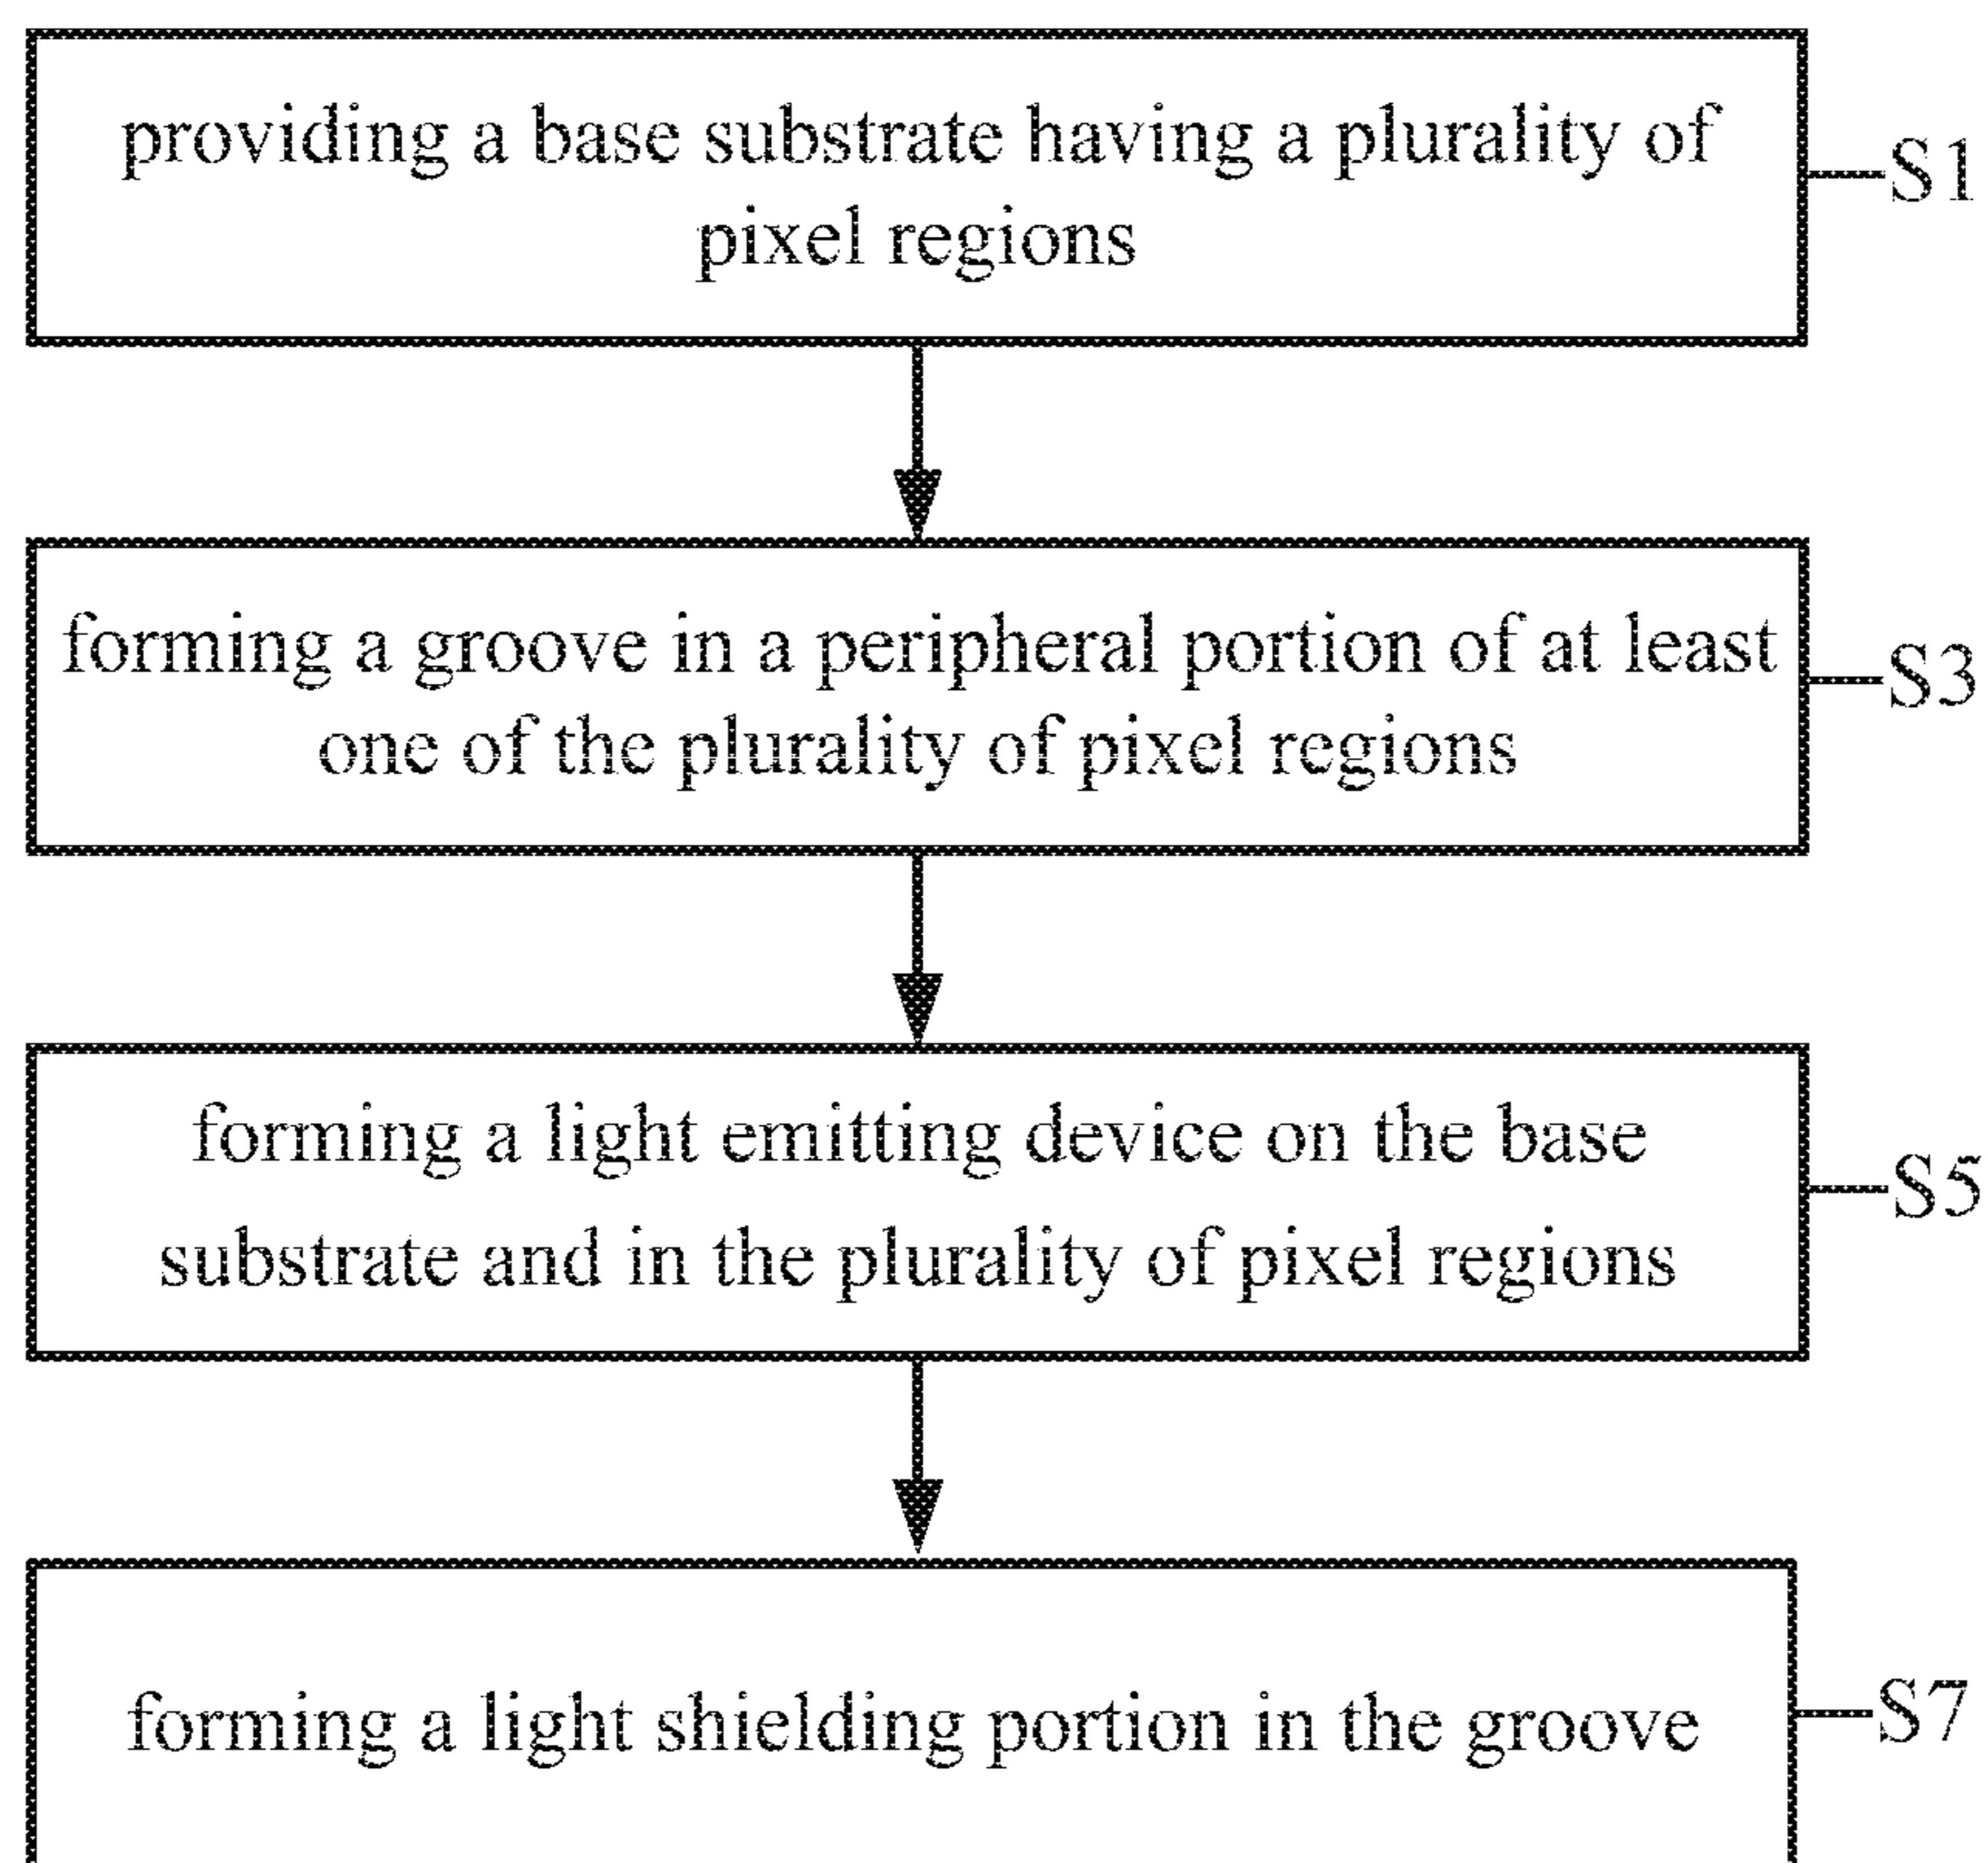 providing a base substrate having a plurality of
pixel regions
S1
forming a groove in a peripheral portion of at least
one of the plurality of pixel regions
S3
forming a light emitting device on the base
substrate and in the plurality of pixel regions
S5
forming a light shielding portion in the groove
S7